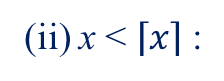 (ii) x < ⌈x⌉ :